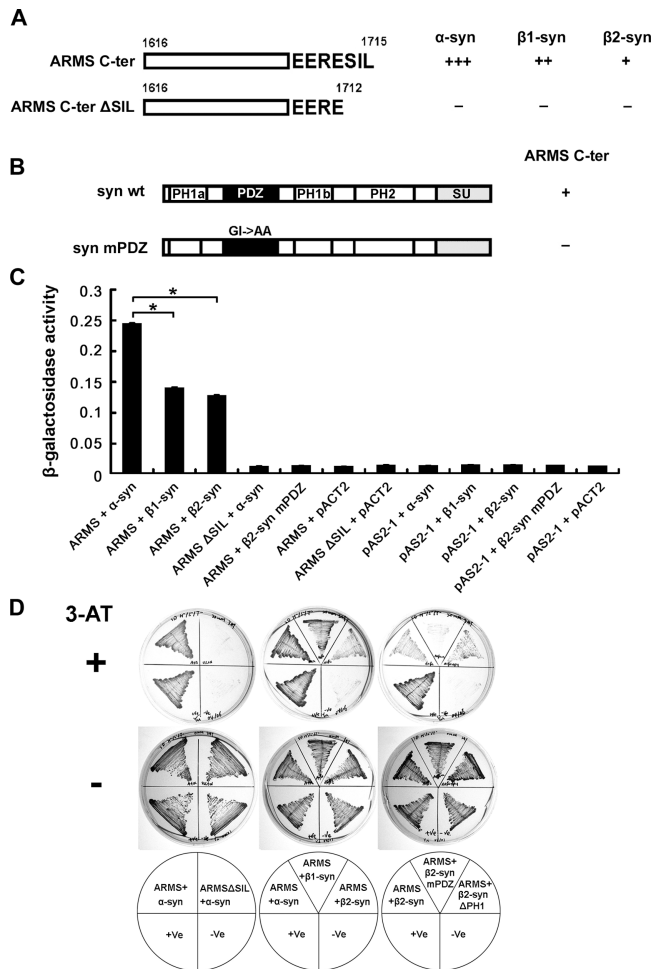 A
1616 1715 α-syn β1-syn β2-syn
ARMS C-ter EERESIL +++ ++ +
1616 1712
ARMS C-ter ΔSIL EERE – – –
B
ARMS C-ter
syn wt PH1a PDZ PH1b PH2 SU +
GI->AA
syn mPDZ –
C
β-galactosidase activity
0.3
0.25
0.2
0.15
0.1
0.05
0
* *
ARMS + α-syn
ARMS + β1-syn
ARMS + β2-syn
ARMS ΔSIL + α-syn
ARMS + β2-syn mPDZ
ARMS + pACT2
ARMS ΔSIL + pACT2
pAS2-1 + α-syn
pAS2-1 + β1-syn
pAS2-1 + β2-syn
pAS2-1 + β2-syn mPDZ
pAS2-1 + pACT2
D
3-AT
+
-
ARMS+ α-syn
ARMSΔSIL +α-syn
+Ve -Ve
ARMS +α-syn
ARMS +β1-syn
ARMS +β2-syn
+Ve -Ve
ARMS +β2-syn
ARMS+ β2-syn mPDZ
ARMS+ β2-syn ΔPH1
+Ve -Ve